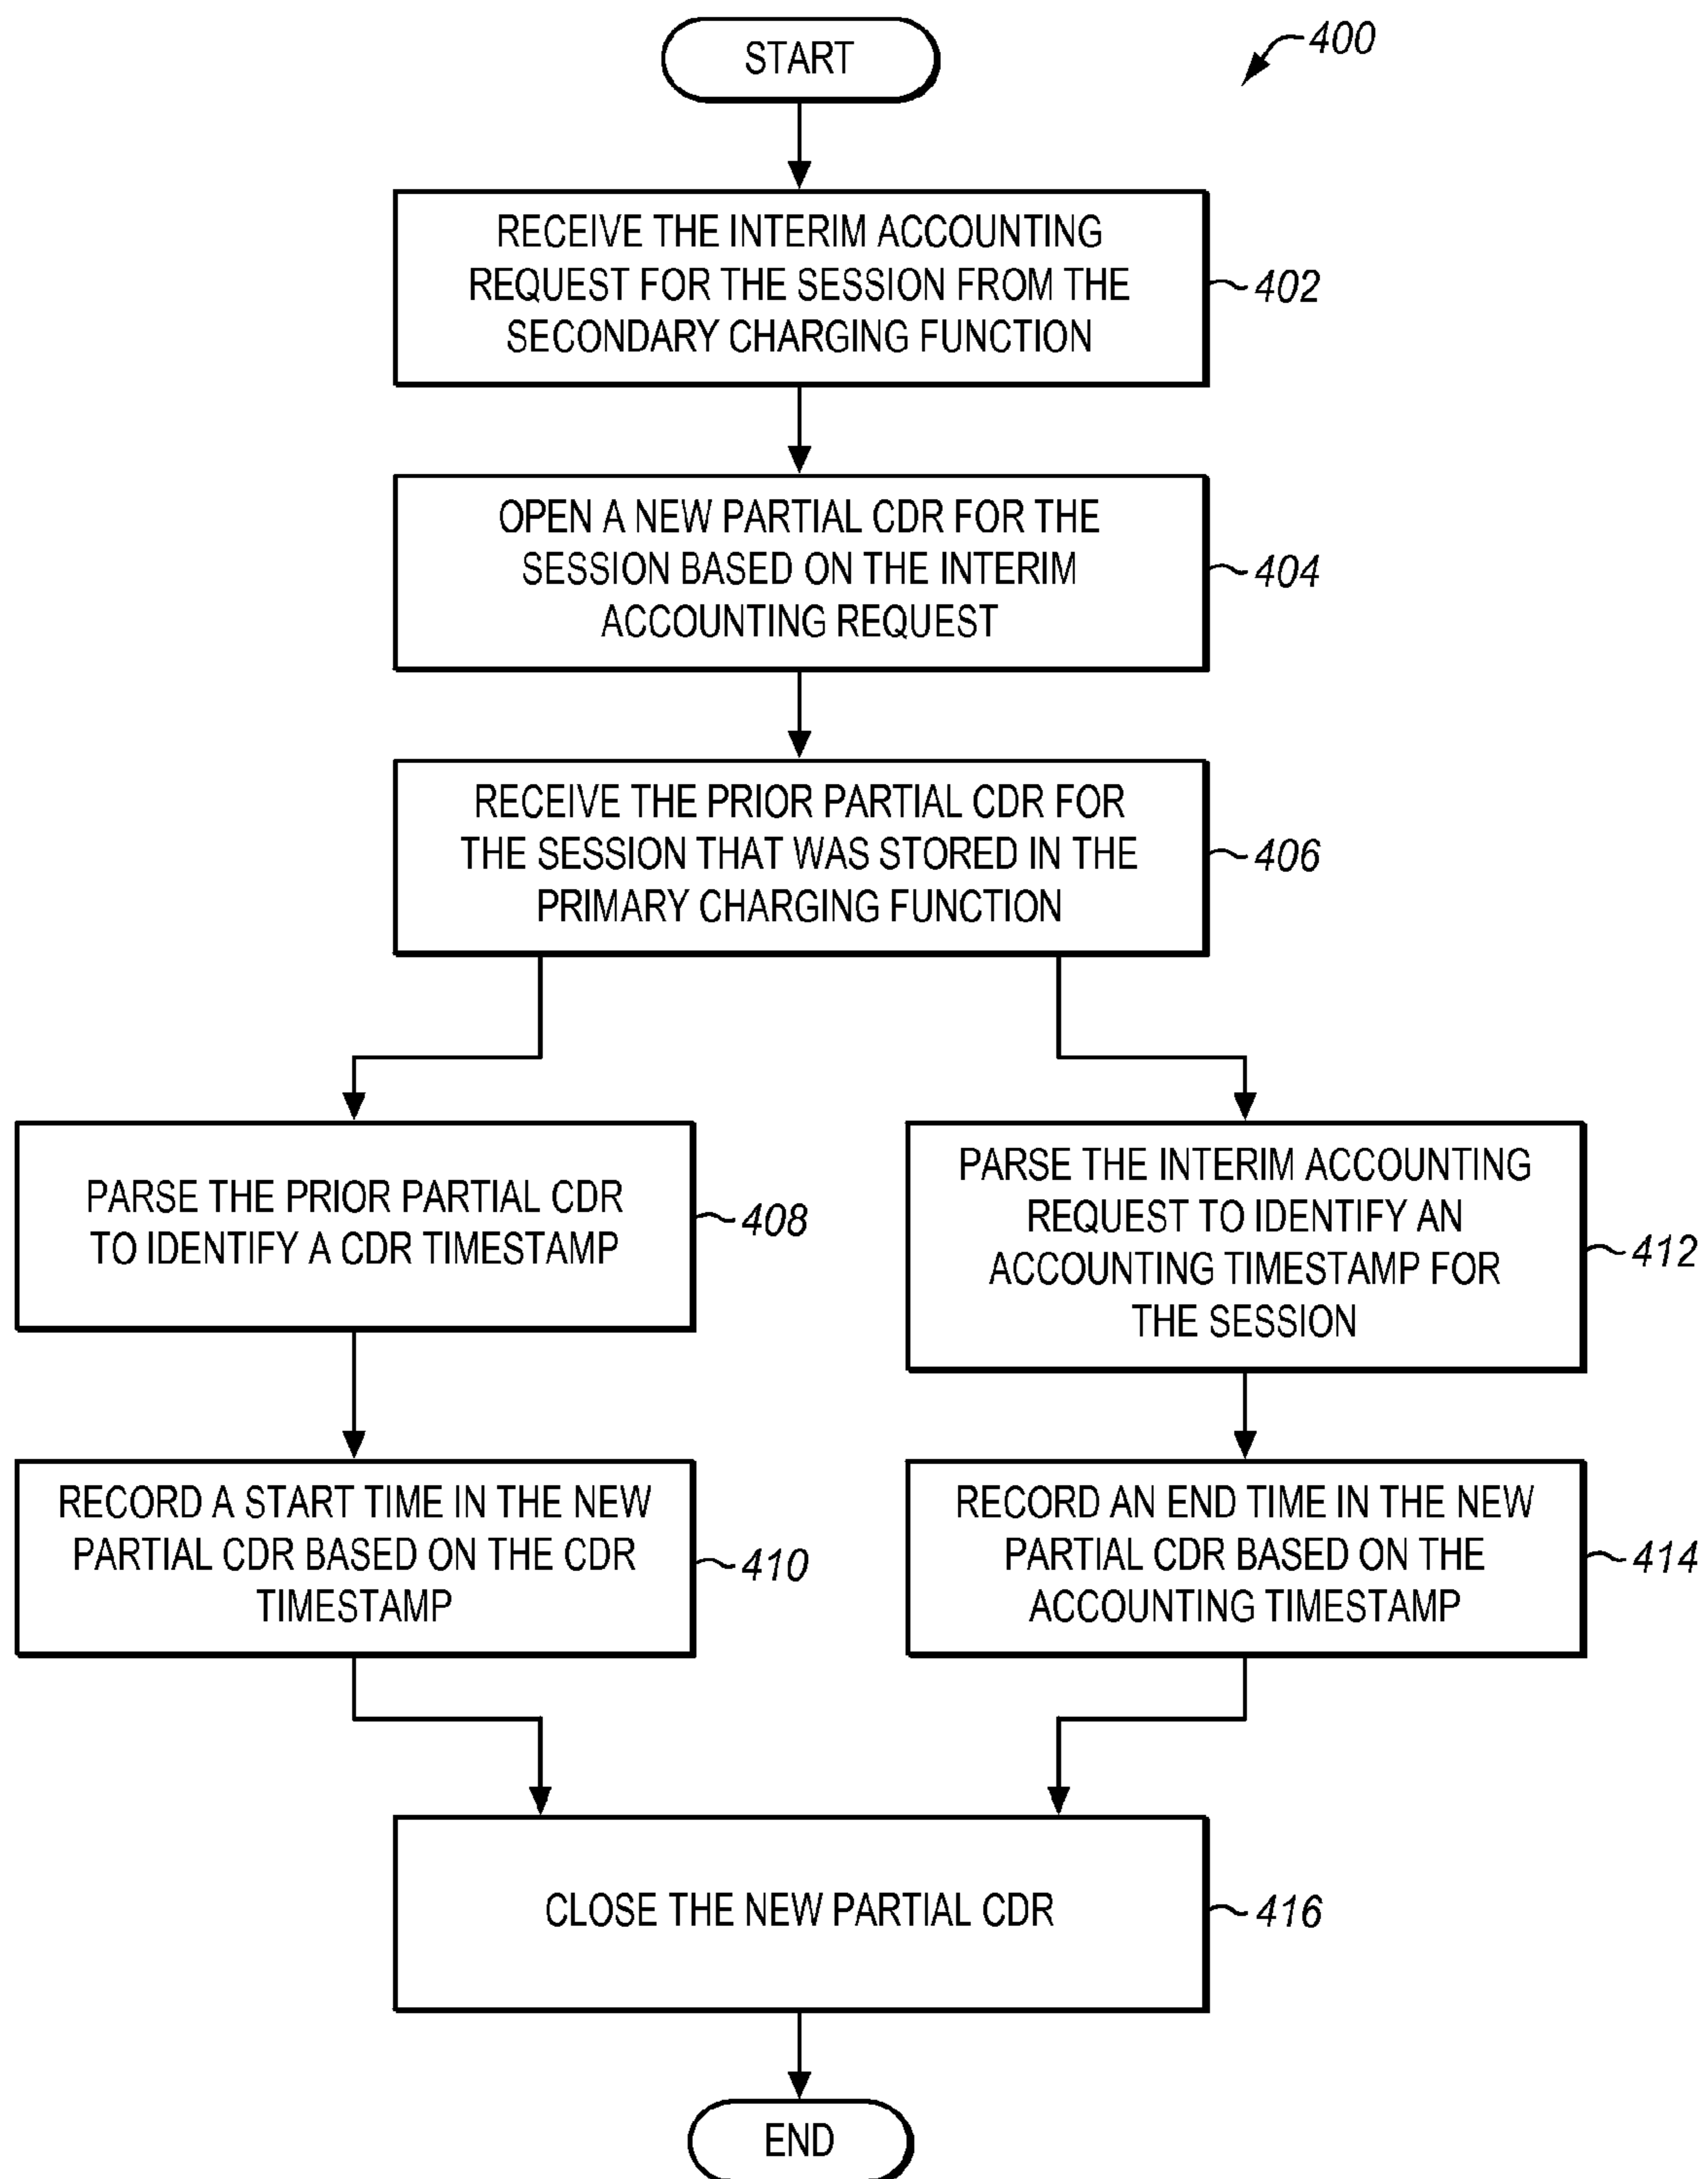 START
400
RECEIVE THE INTERIM ACCOUNTING
REQUEST FOR THE SESSION FROM THE
SECONDARY CHARGING FUNCTION
402
OPEN A NEW PARTIAL CDR FOR THE
SESSION BASED ON THE INTERIM
ACCOUNTING REQUEST
404
RECEIVE THE PRIOR PARTIAL CDR FOR
THE SESSION THAT WAS STORED IN THE
PRIMARY CHARGING FUNCTION
406
PARSE THE PRIOR PARTIAL CDR
TO IDENTIFY A CDR TIMESTAMP
408
PARSE THE INTERIM ACCOUNTING
REQUEST TO IDENTIFY AN
ACCOUNTING TIMESTAMP FOR
THE SESSION
412
RECORD A START TIME IN THE NEW
PARTIAL CDR BASED ON THE CDR
TIMESTAMP
410
RECORD AN END TIME IN THE NEW
PARTIAL CDR BASED ON THE
ACCOUNTING TIMESTAMP
414
CLOSE THE NEW PARTIAL CDR
416
END